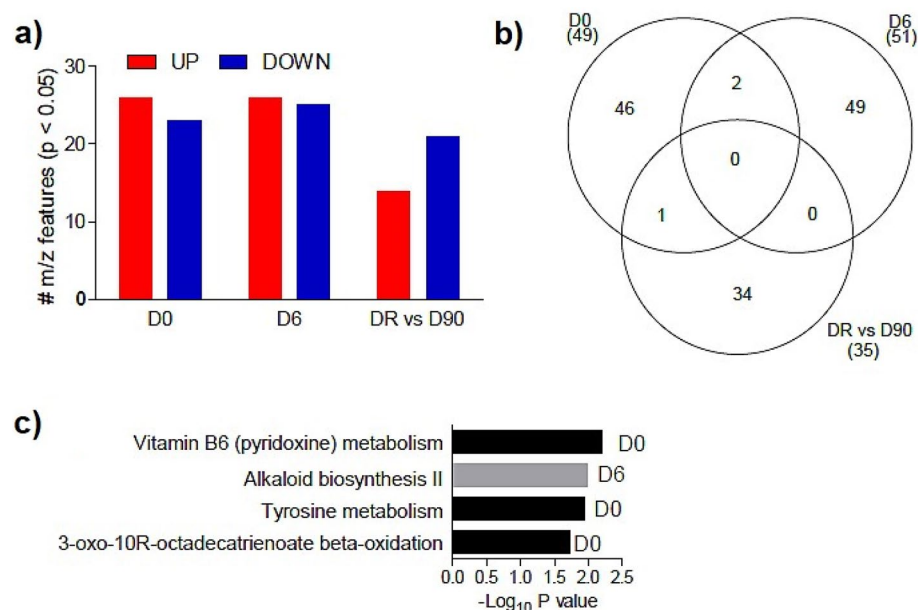 a)
# m/z features (p < 0.05)
UP DOWN
30
20
10
0
D0 D6 DR vs D90
b)
D0
(49)
D6
(51)
2
46
49
0
1
0
34
DR vs D90
(35)
c)
Vitamin B6 (pyridoxine) metabolism D0
Alkaloid biosynthesis II D6
Tyrosine metabolism D0
3-oxo-10R-octadecatrienoate beta-oxidation D0
0.0 0.5 1.0 1.5 2.0 2.5
-Log10 P value